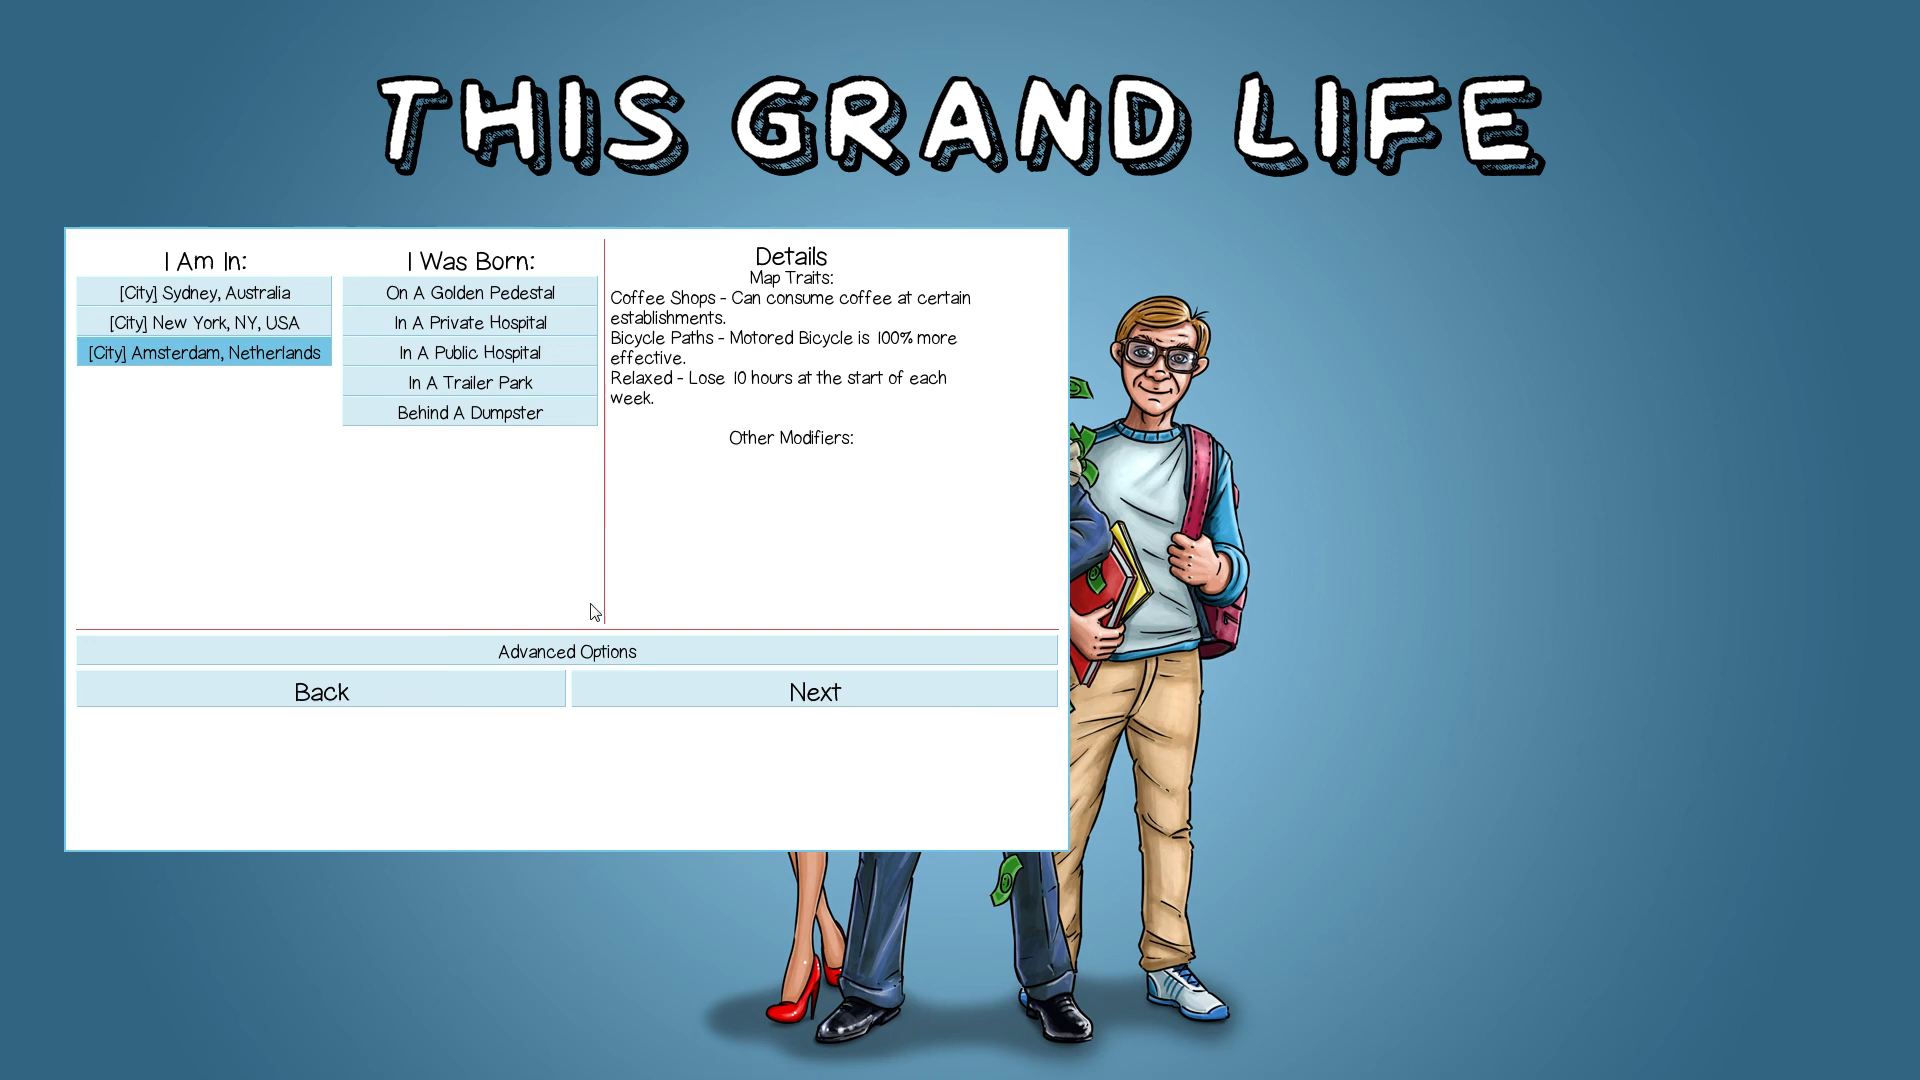 THIS GRAND LIFE
I Am In:
[City] Sydney, Australia
[City] New York, NY, USA
[City] Amsterdam, Netherlands
I Was Born:
On A Golden Pedestal
In A Private Hospital
In A Public Hospital
In A Trailer Park
Behind A Dumpster
Details
Map Traits:
Coffee Shops - Can consume coffee at certain
establishments.
Bicycle Paths - Motored Bicycle is 100% more
effective.
Relaxed - Lose 10 hours at the start of each
week.
Other Modifiers:
Advanced Options
Back
Next